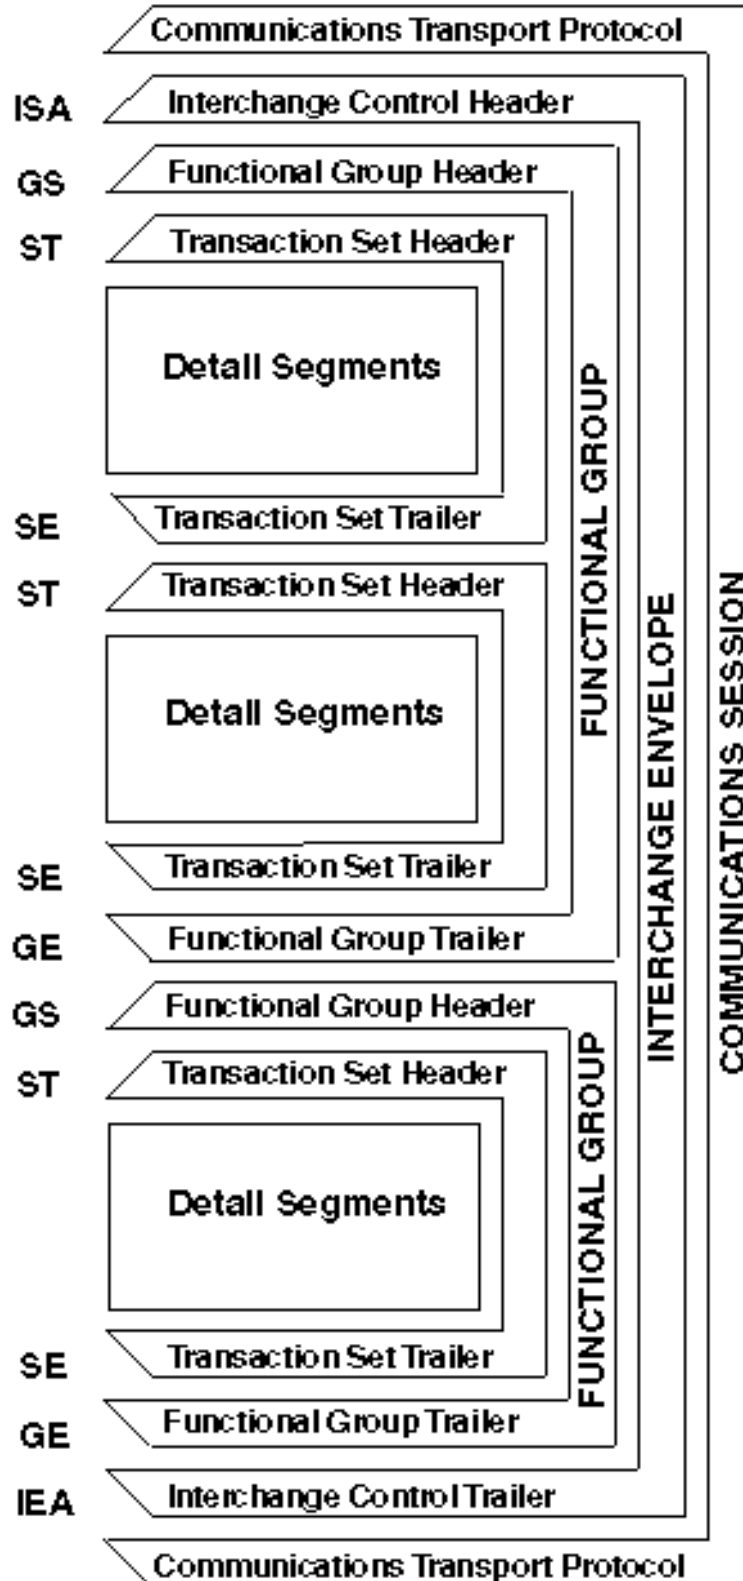 Communications Transport Protocol
ISA Interchange Control Header
GS Functional Group Header
ST Transaction Set Header
Detall Segments
SE Transaction Set Trailer
ST Transaction Set Header
Detall Segments
SE Transaction Set Trailer
GE Functional Group Trailer
FUNCTIONAL GROUP
GS Functional Group Header
ST Transaction Set Header
Detall Segments
SE Transaction Set Trailer
GE Functional Group Trailer
FUNCTIONAL GROUP
IEA Interchange Control Trailer
INTERCHANGE ENVELOPE
Communications Transport Protocol
COMMUNICATIONS SESSION